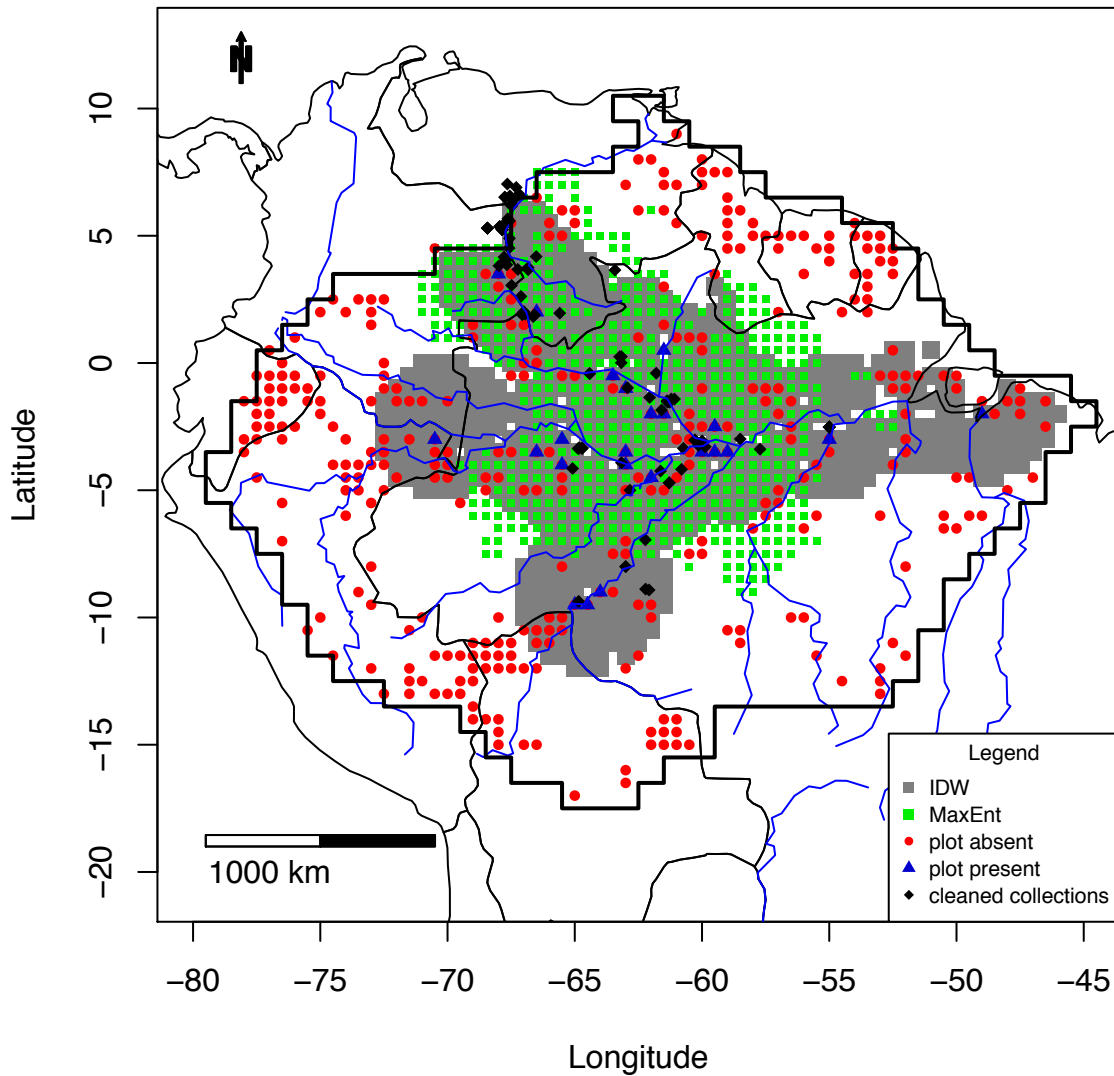 N
10
5
0
−5
−10
−15
−20
Latitude
1000 km
Legend
IDW
MaxEnt
plot absent
plot present
cleaned collections
−80
−75
−70
−65
−60
−55
−50
−45
Longitude